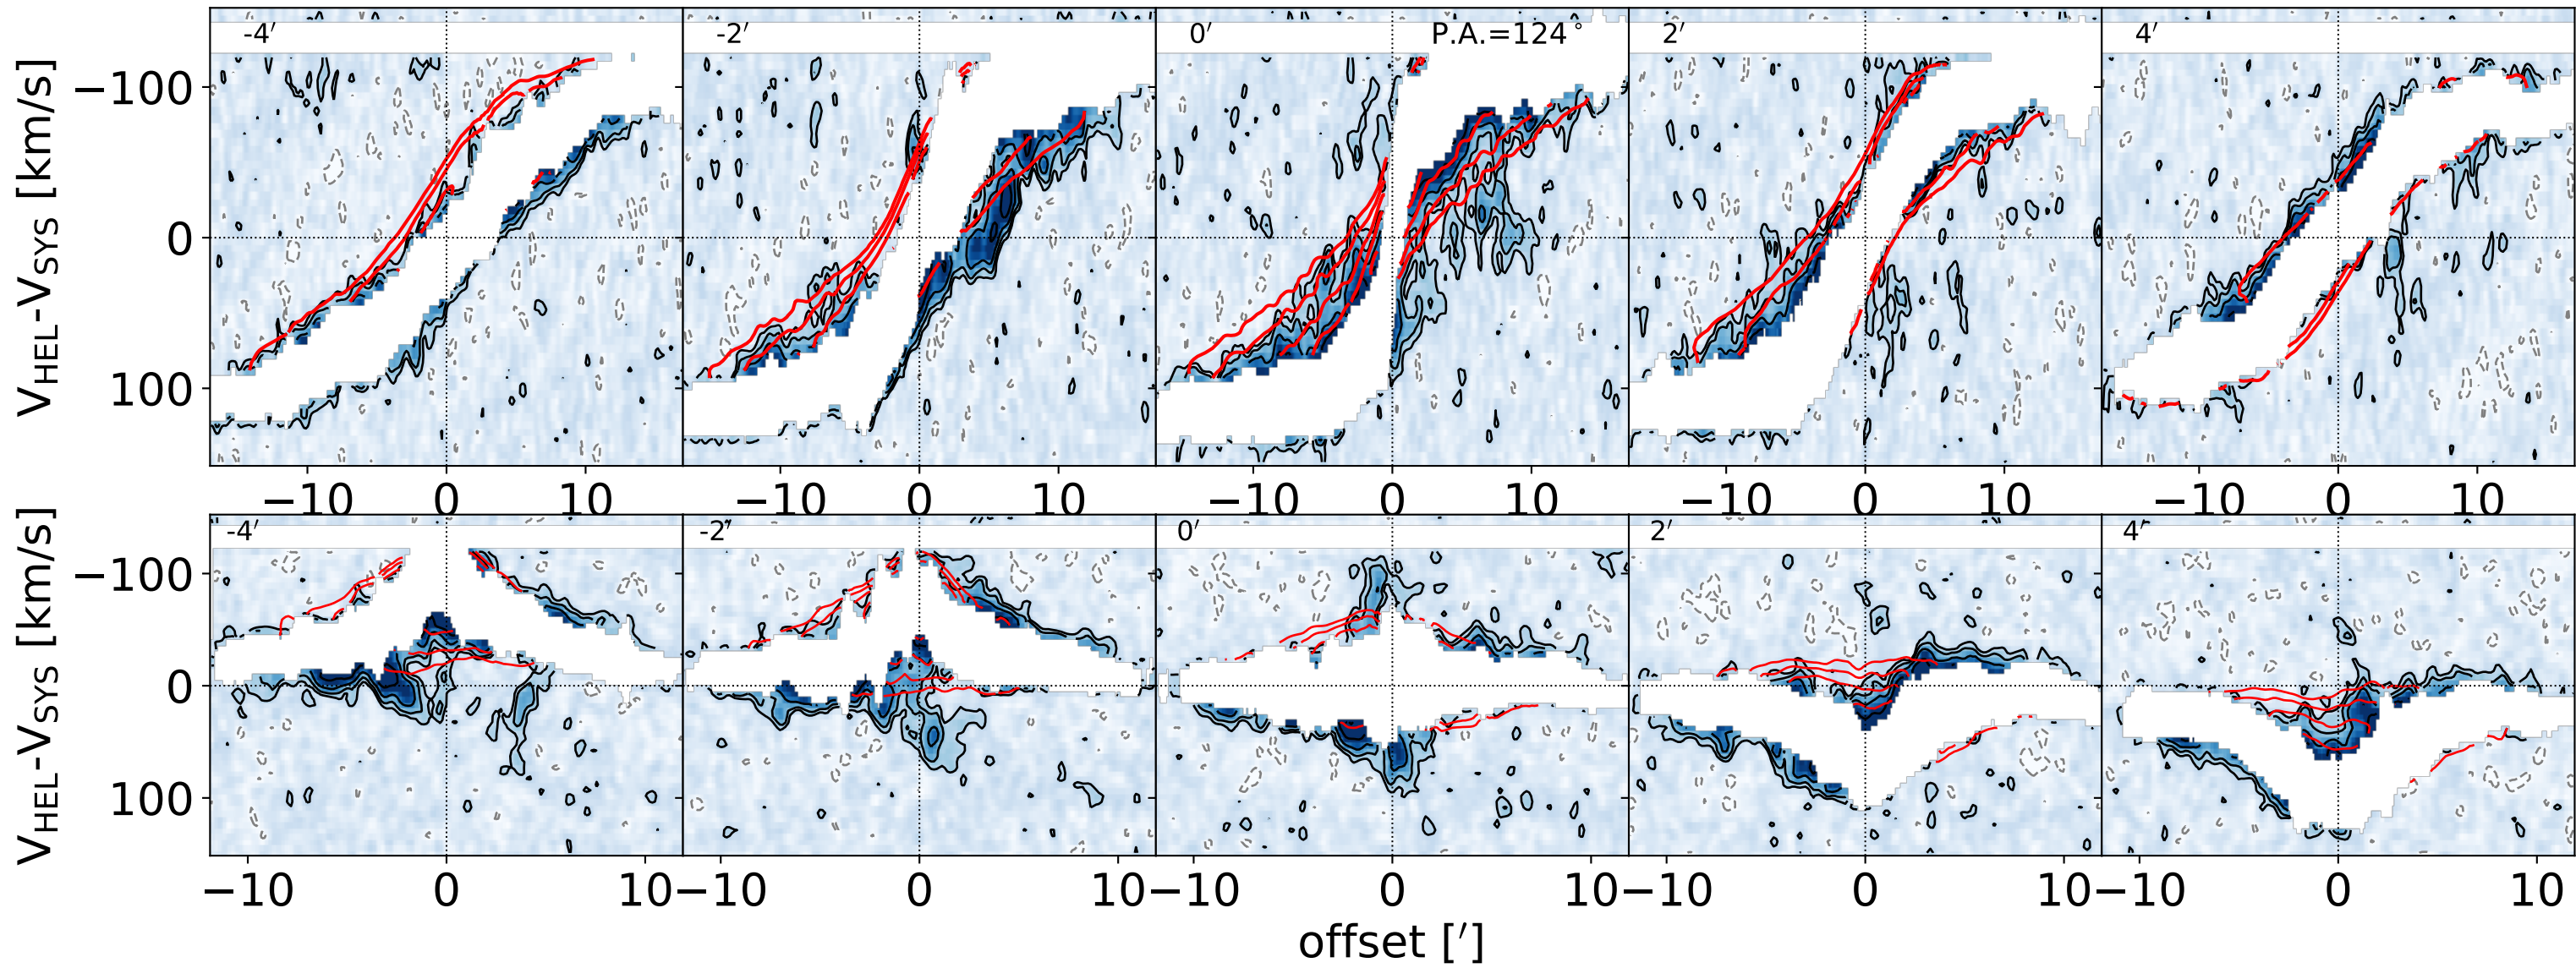 -4′ -2′ 0′ P.A.=124° 2′ 4′
V_HEL-V_SYS [km/s]
−100
0
100
−10 0 10 −10 0 10 −10 0 10 −10 0 10 −10 0 10
-4′ -2′ 0′ 2′ 4′
V_HEL-V_SYS [km/s]
−100
0
100
−10 0 10 −10 0 10 −10 0 10 −10 0 10 −10 0 10
offset [′]